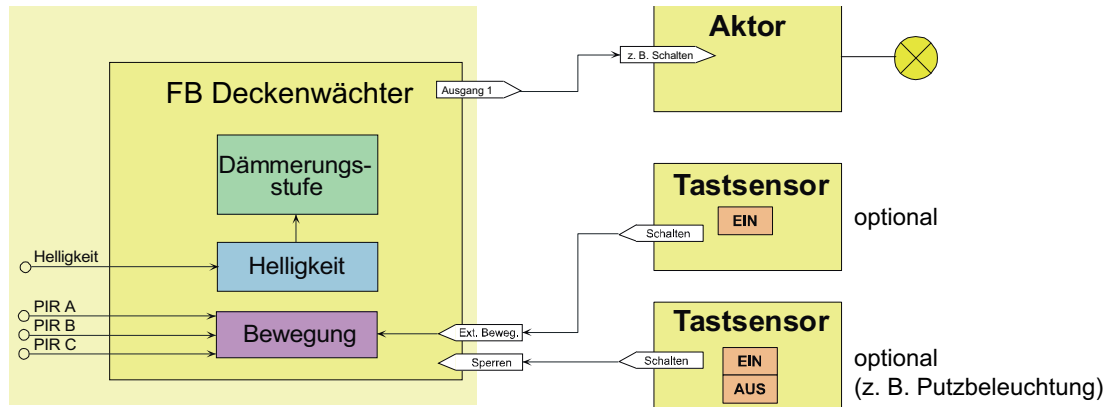 Aktor
z. B. Schalten
FB Deckenwächter
Ausgang 1
Dämmerungs-
stufe
Tastsensor
EIN
optional
Schalten
Helligkeit
Helligkeit
PIR A
PIR B
PIR C
Bewegung
Ext. Beweg.
Sperren
Tastsensor
Schalten
EIN
AUS
optional
(z. B. Putzbeleuchtung)